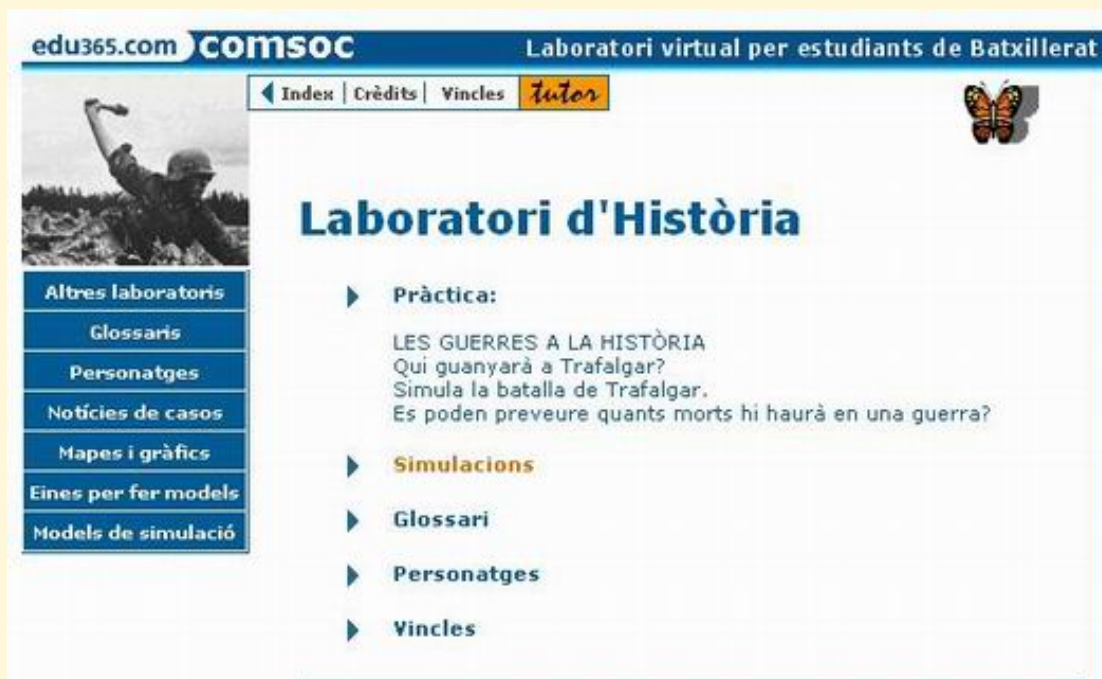 edu365.com comsoc Laboratori virtual per estudiants de Batxillerat
Index | Crèdits | Vincles tutor
Laboratori d'Història
Altres laboratoris
Glossaris
Personatges
Notícies de casos
Mapes i gràfics
Eines per fer models
Models de simulació
Pràctica:
LES GUERRES A LA HISTÒRIA
Qui guanyarà a Trafalgar?
Simula la batalla de Trafalgar.
Es poden preveure quants morts hi haurà en una guerra?
Simulacions
Glossari
Personatges
Vincles